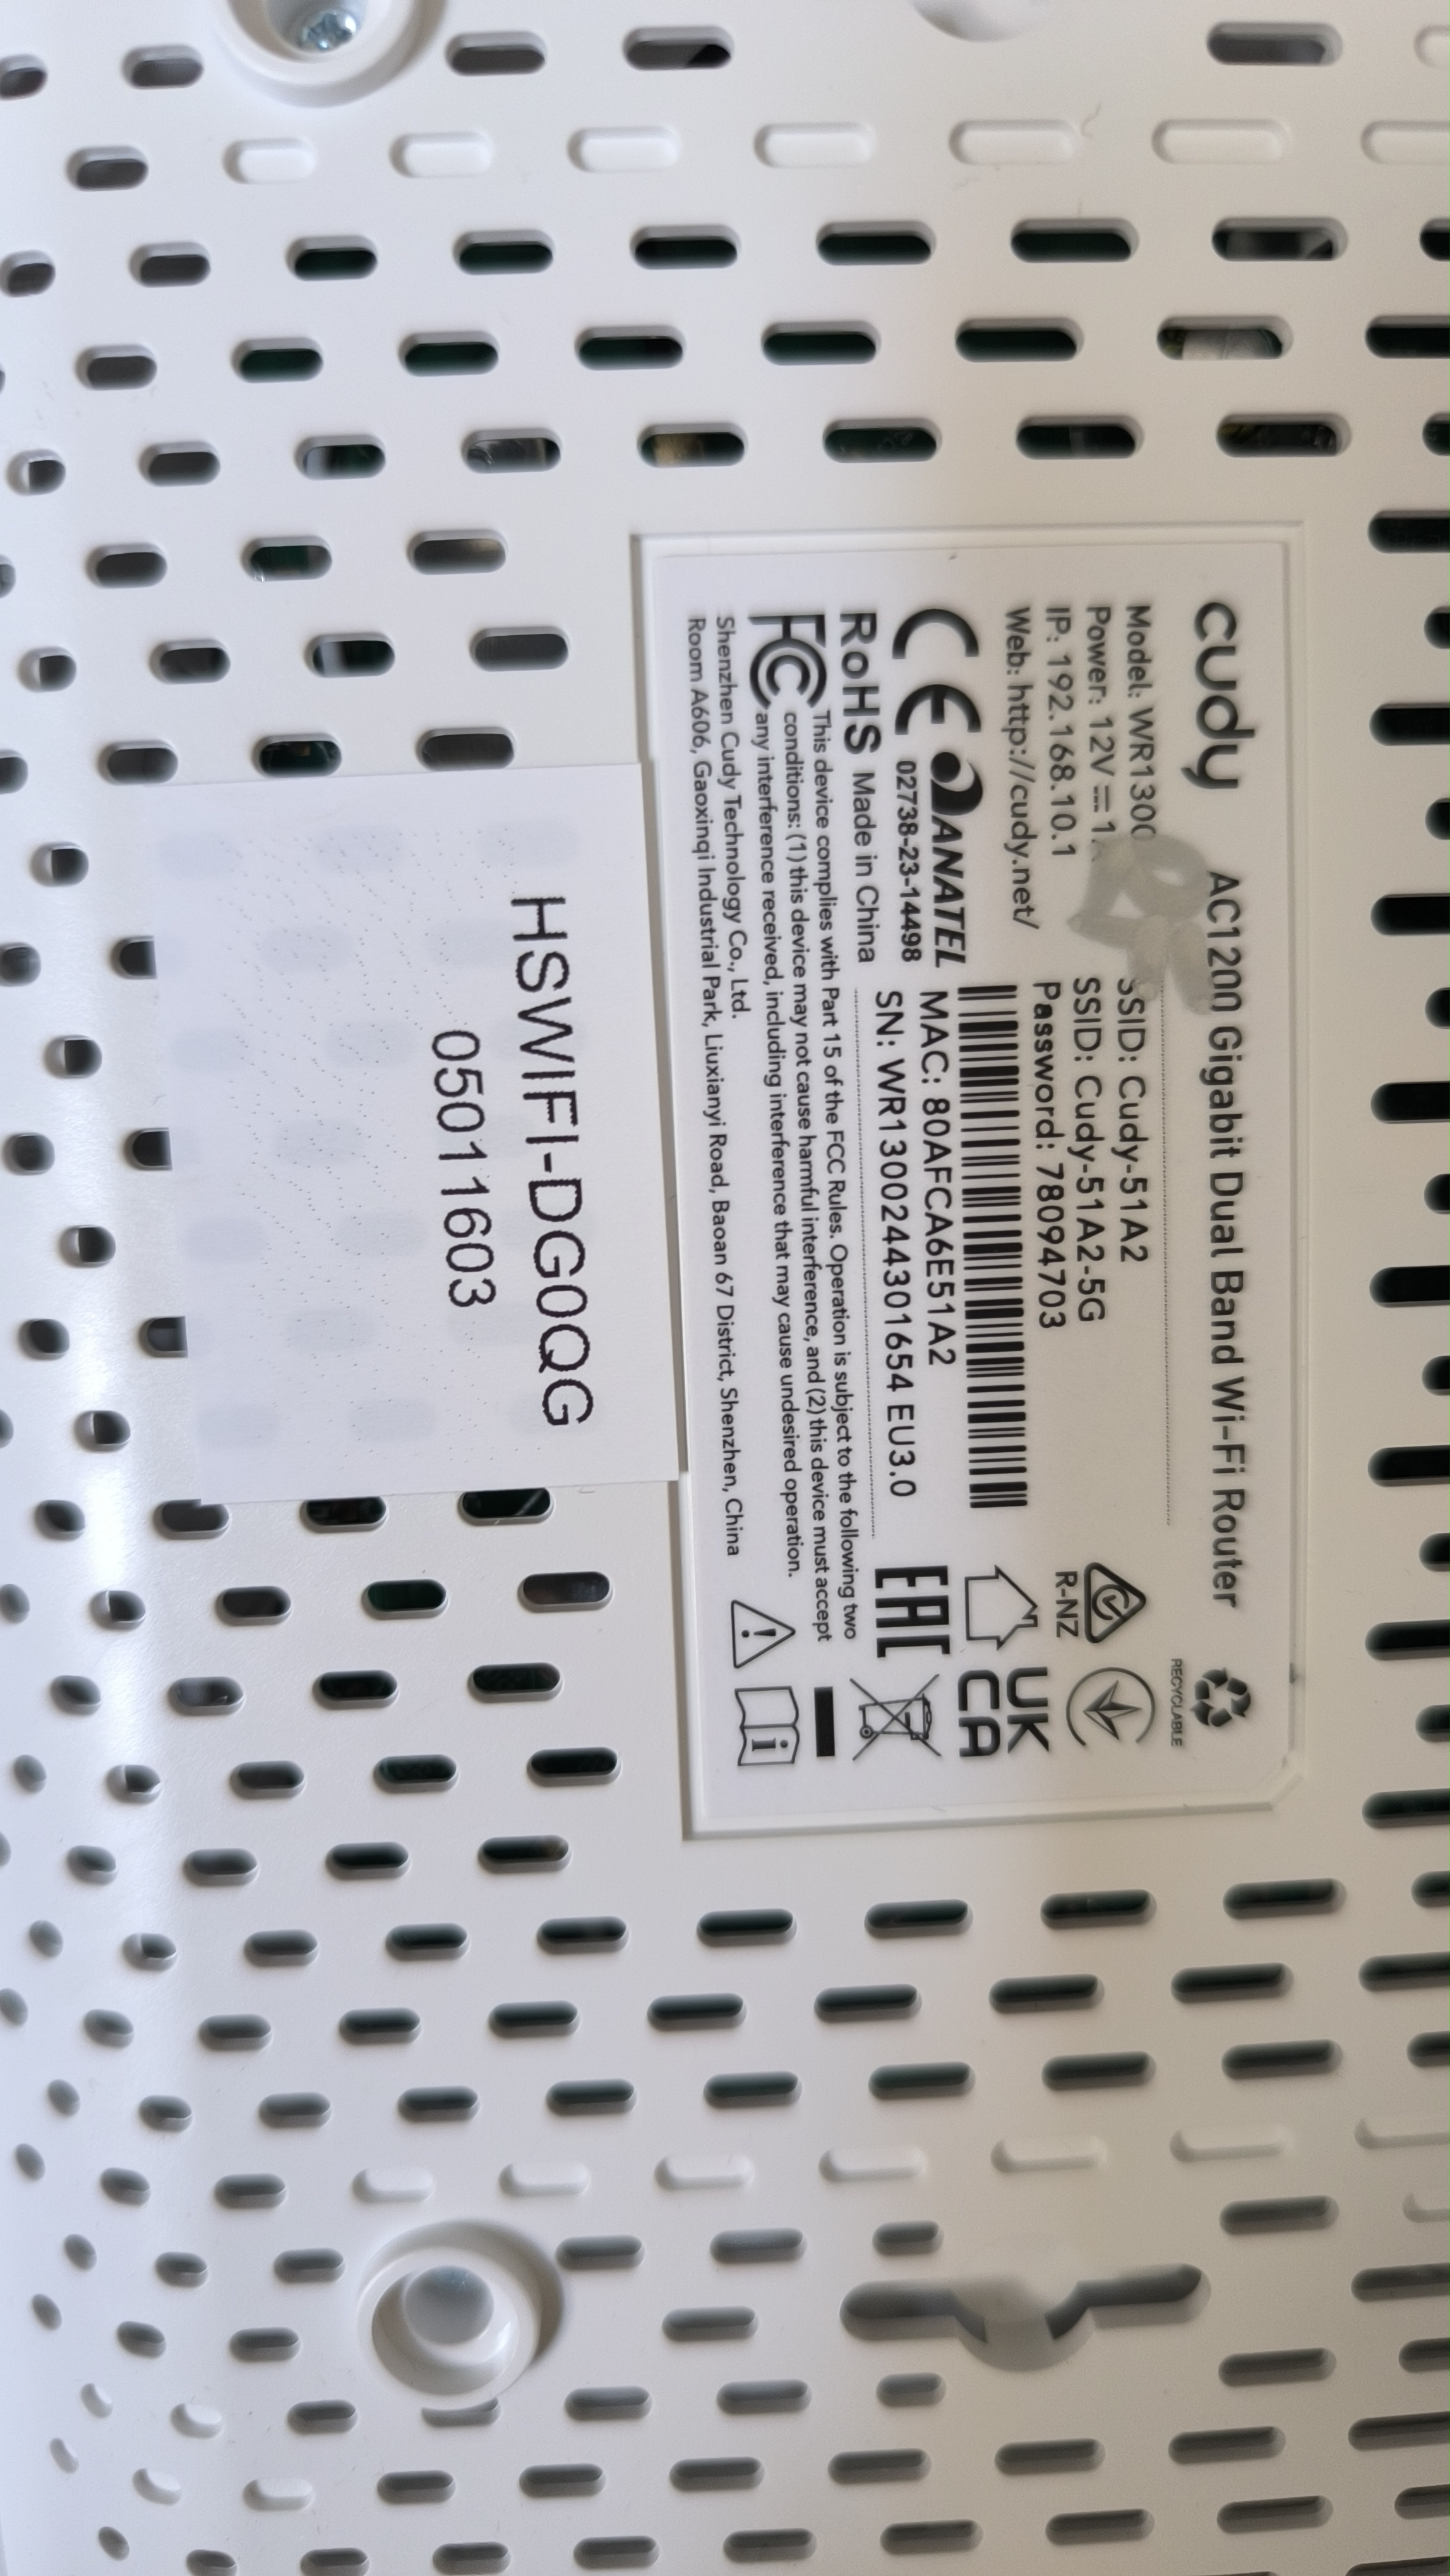 cudy
AC1200 Gigabit Dual Band Wi-Fi Router
Model: WR1300
Power: 12V
IP: 192.168.10.1
Web: http://cudy.net/
SSID: Cudy-51A2
SSID: Cudy-51A2-5G
Password: 78094703
MAC: 80AFCA6E51A2
SN: WR1300244301654 EU3.0
CE
ANATEL
02738-23-14498
RoHS Made in China
FC
This device complies with Part 15 of the FCC Rules. Operation is subject to the following two
conditions: (1) this device may not cause harmful interference, and (2) this device must accept
any interference received, including interference that may cause undesired operation.
Shenzhen Cudy Technology Co., Ltd.
Room A606, Gaoxinqi Industrial Park, Liuxianyi Road, Baoan 67 District, Shenzhen, China
RECYCLABLE
R-NZ
UK
CA
EAC
HSWIFI-DG0QG
05011603